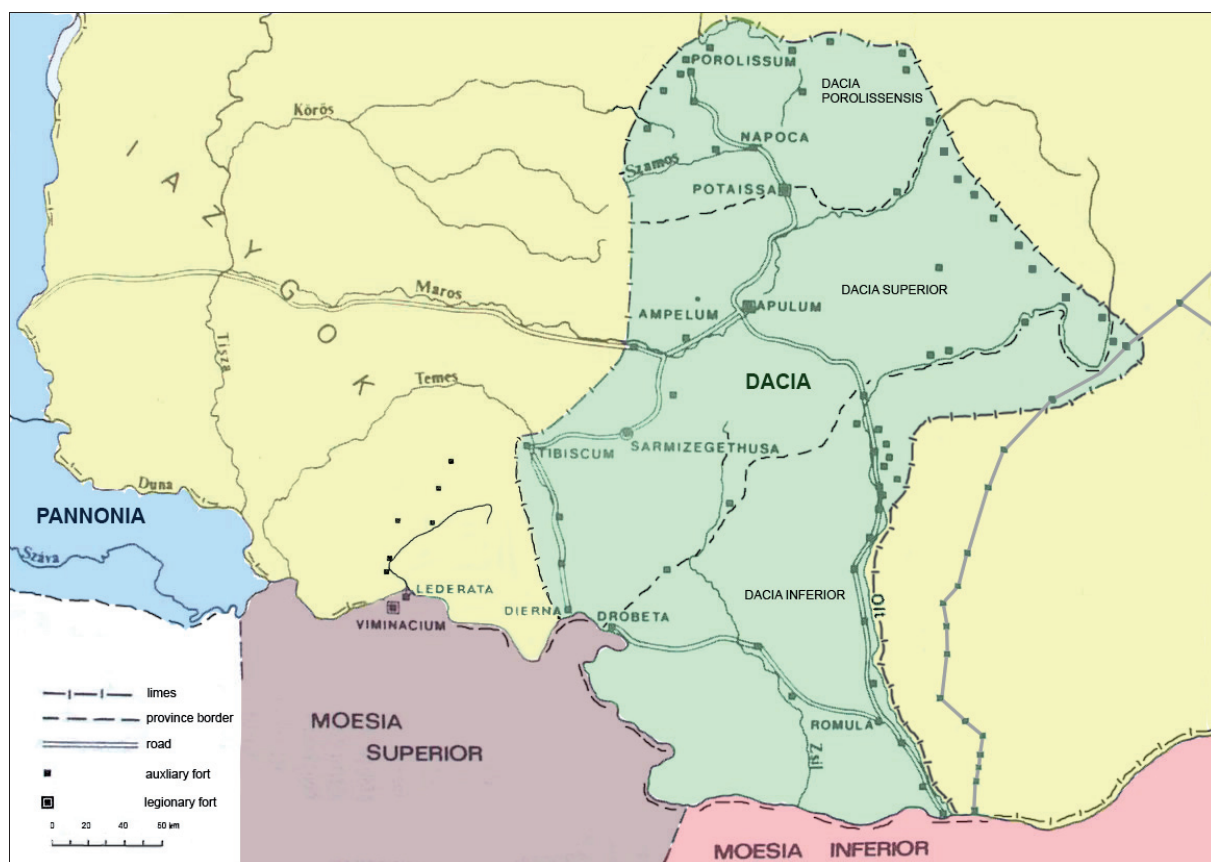 POROLISSUM
DACIA
POROLISSENSIS
Körös
NAPOCA
Szamos
POTAISSA
I A Z Y G O K
Maros
AMPELUM
APULUM
DACIA SUPERIOR
Tisza
Temes
DACIA
TIBISCUM
SARMIZEGETHUSA
Duna
PANNONIA
Száva
LEDERATA
VIMINACIUM
DIERNA
DROBETA
DACIA INFERIOR
Olt
limes
province border
road
auxliary fort
legionary fort
0 20 40 60 km
MOESIA
SUPERIOR
ROMULA
Zsil
MOESIA INFERIOR